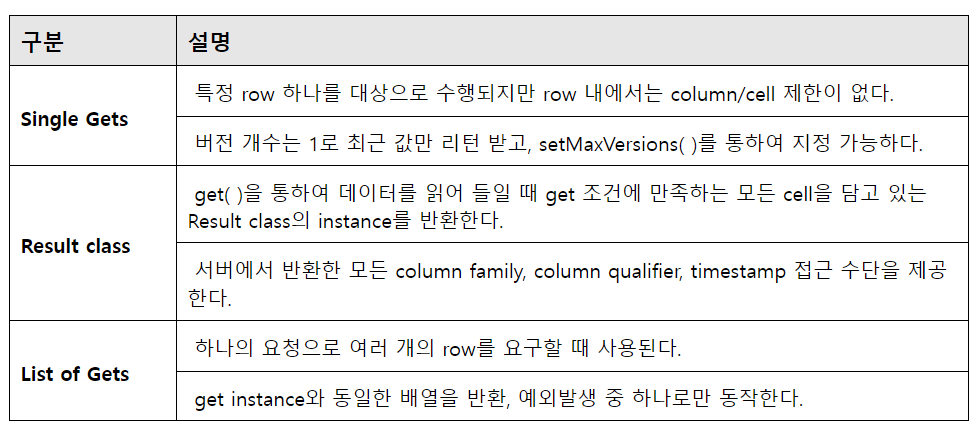 구분
설명
Single Gets
특정 row 하나를 대상으로 수행되지만 row 내에서는 column/cell 제한이 없다.
버전 개수는 1로 최근 값만 리턴 받고, setMaxVersions( )를 통하여 지정 가능하다.
Result class
get( )을 통하여 데이터를 읽어 들일 때 get 조건에 만족하는 모든 cell을 담고 있는
Result class의 instance를 반환한다.
서버에서 반환한 모든 column family, column qualifier, timestamp 접근 수단을 제공
한다.
List of Gets
하나의 요청으로 여러 개의 row를 요구할 때 사용된다.
get instance와 동일한 배열을 반환, 예외발생 중 하나로만 동작한다.